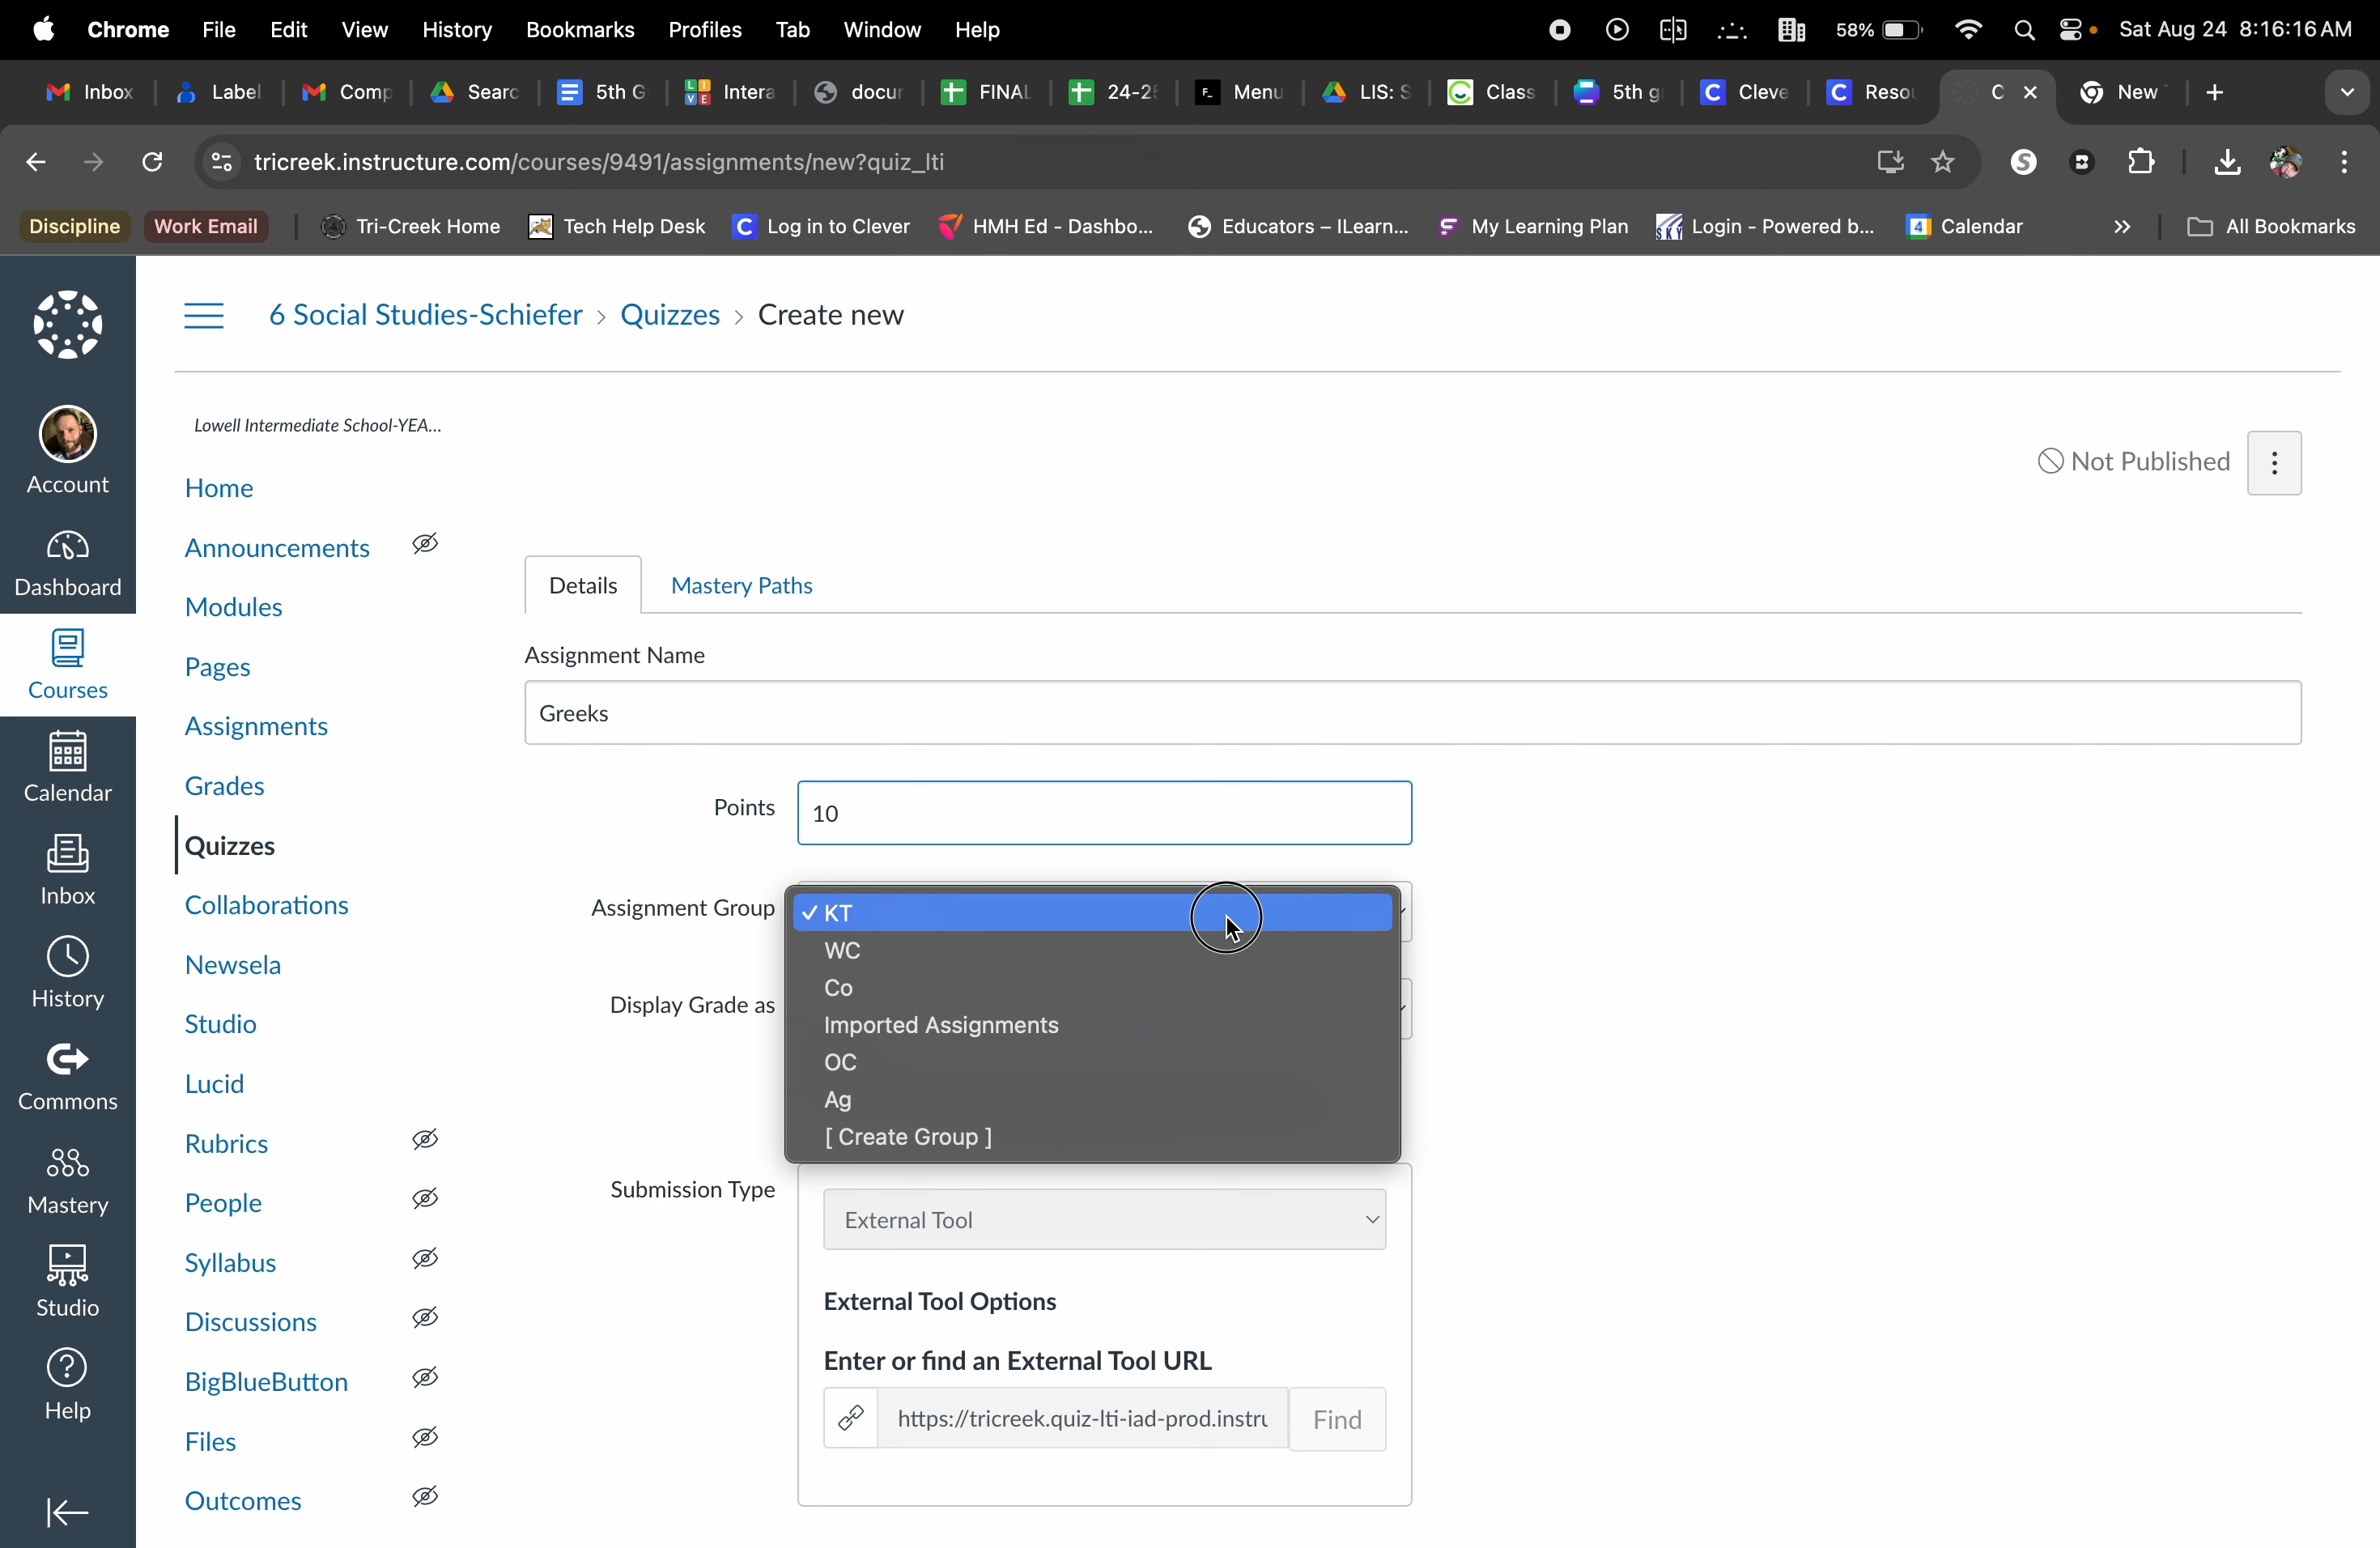 Chrome File Edit View History Bookmarks Profiles Tab Window Help 58% Sat Aug 24 8:16:16 AM
Inbox Label Comp Searc 5th G Intera docur FINAL 24-25 Menu LIS: S Class 5th g Cleve Resou C New
tricreek.instructure.com/courses/9491/assignments/new?quiz_lti
Discipline Work Email Tri-Creek Home Tech Help Desk Log in to Clever HMH Ed - Dashbo... Educators – ILearn... My Learning Plan Login - Powered b... Calendar » All Bookmarks
6 Social Studies-Schiefer > Quizzes > Create new
Lowell Intermediate School-YEA...
Not Published
Account
Dashboard
Courses
Calendar
Inbox
History
Commons
Mastery
Studio
Help
Home
Announcements
Modules
Pages
Assignments
Grades
Quizzes
Collaborations
Newsela
Studio
Lucid
Rubrics
People
Syllabus
Discussions
BigBlueButton
Files
Outcomes
Details Mastery Paths
Assignment Name
Greeks
Points 10
Assignment Group
✓ KT
WC
Co
Imported Assignments
OC
Ag
[ Create Group ]
Display Grade as
Submission Type
External Tool
External Tool Options
Enter or find an External Tool URL
https://tricreek.quiz-lti-iad-prod.instru Find